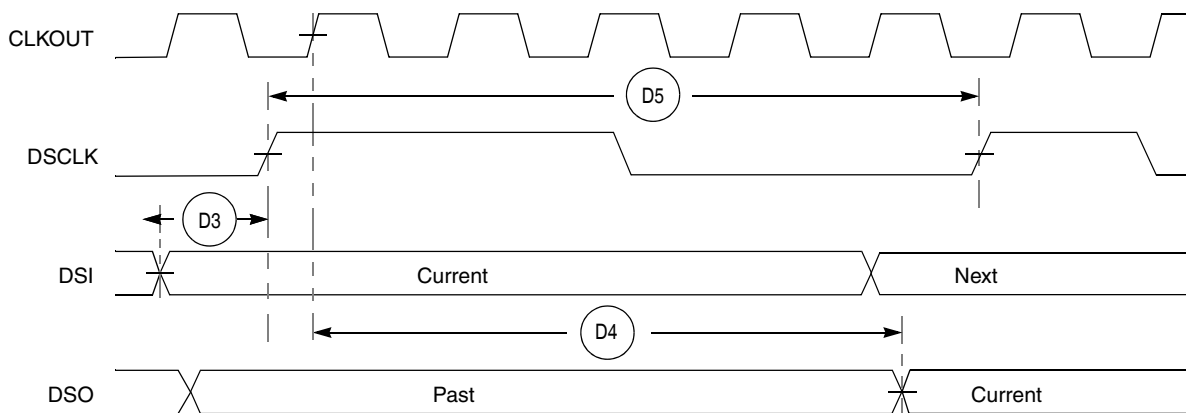 CLKOUT
D5
DSCLK
D3
DSI
Current
Next
D4
DSO
Past
Current